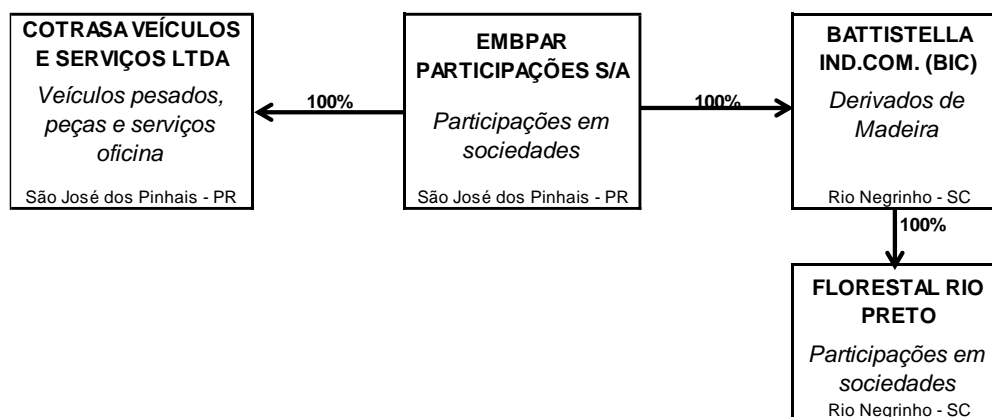 COTRASA VEÍCULOS
E SERVIÇOS LTDA
Veículos pesados,
peças e serviços
oficina
São José dos Pinhais - PR
100%
EMBPAR
PARTICIPAÇÕES S/A
Participações em
sociedades
São José dos Pinhais - PR
100%
BATTISTELLA
IND.COM. (BIC)
Derivados de
Madeira
Rio Negrinho - SC
100%
FLORESTAL RIO
PRETO
Participações em
sociedades
Rio Negrinho - SC